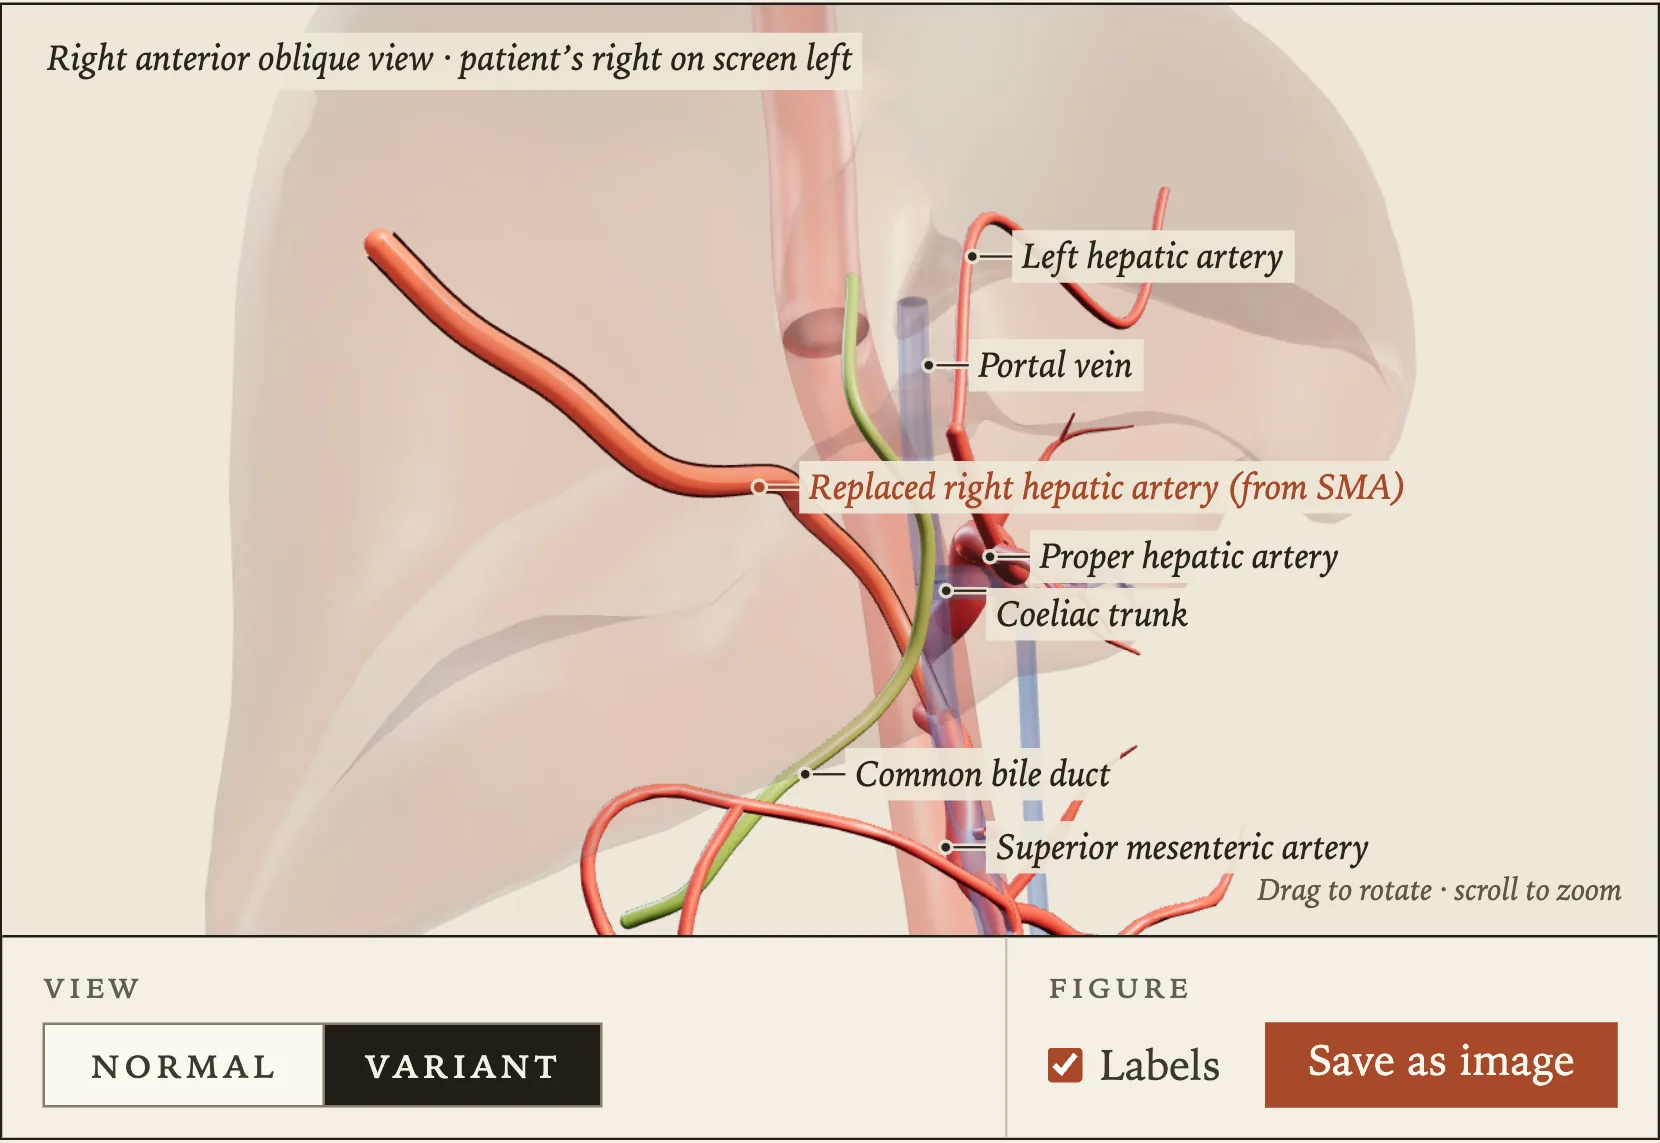 Right anterior oblique view · patient’s right on screen left
Left hepatic artery
Portal vein
Replaced right hepatic artery (from SMA)
Proper hepatic artery
Coeliac trunk
Common bile duct
Superior mesenteric artery
Drag to rotate · scroll to zoom
VIEW
NORMAL
VARIANT
FIGURE
Labels
Save as image